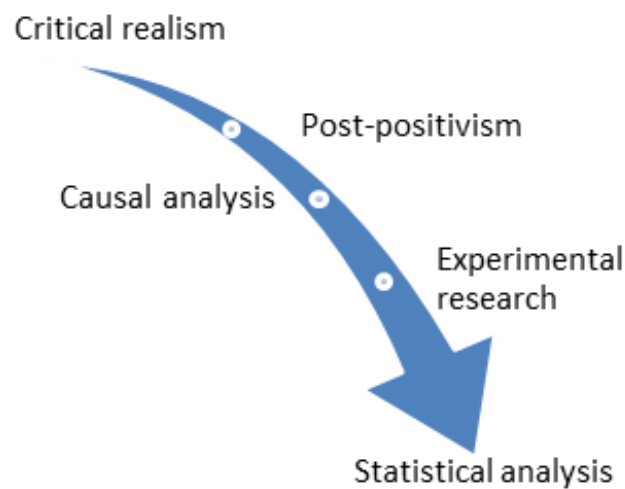 Critical realism
Post-positivism
Causal analysis
Experimental
research
Statistical analysis